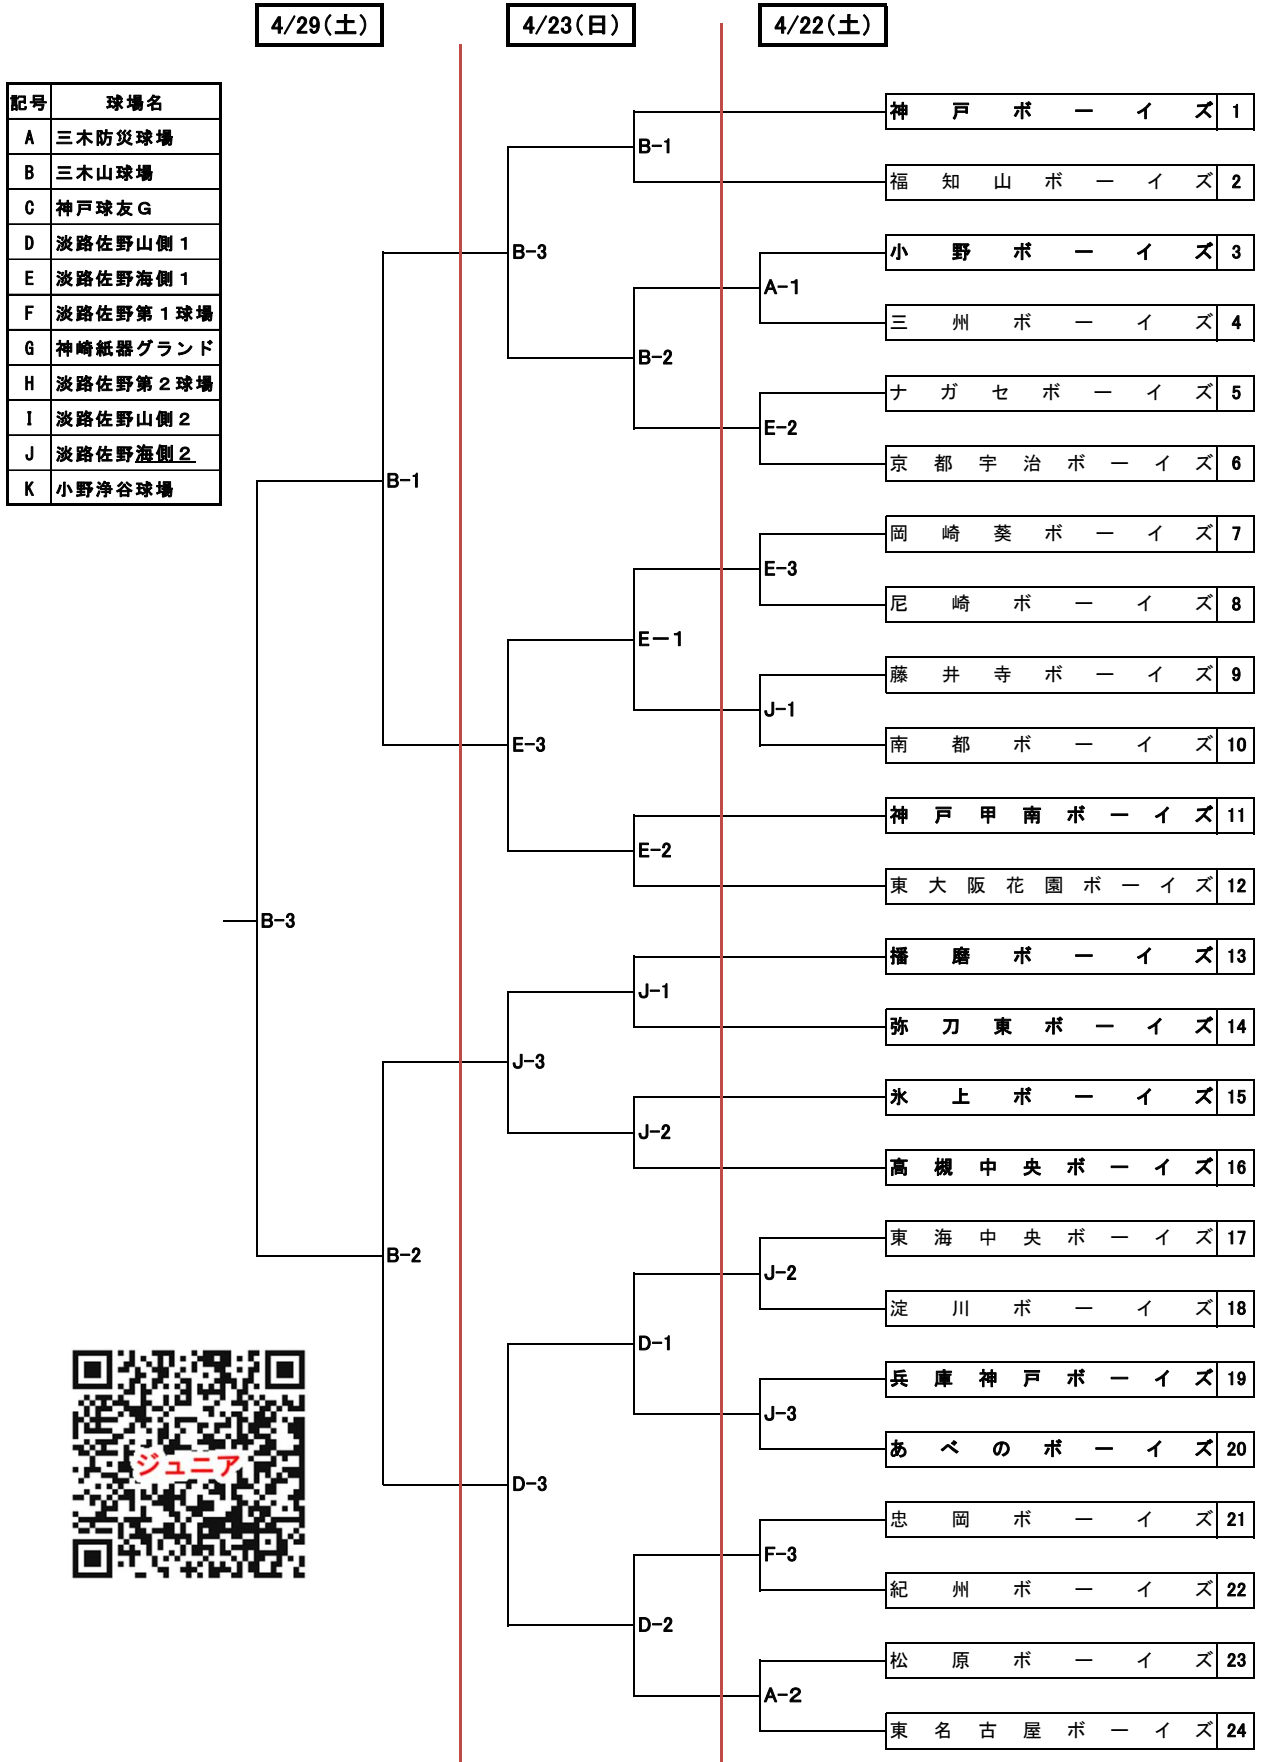 4/29(土) 4/23(日) 4/22(土)
記号 球場名
A 三木防災球場
B 三木山球場
C 神戸球友G
D 淡路佐野山側1
E 淡路佐野海側1
F 淡路佐野第1球場
G 神崎紙器グランド
H 淡路佐野第2球場
I 淡路佐野山側2
J 淡路佐野海側2
K 小野浄谷球場
神戸ボーイズ 1
B-1
福知山ボーイズ 2
B-3
小野ボーイズ 3
A-1
三州ボーイズ 4
B-2
ナガセボーイズ 5
E-2
京都宇治ボーイズ 6
B-1
岡崎葵ボーイズ 7
E-3
尼崎ボーイズ 8
E－1
藤井寺ボーイズ 9
J-1
南都ボーイズ 10
E-3
神戸甲南ボーイズ 11
E-2
東大阪花園ボーイズ 12
B-3
播磨ボーイズ 13
J-1
弥刀東ボーイズ 14
J-3
氷上ボーイズ 15
J-2
高槻中央ボーイズ 16
東海中央ボーイズ 17
B-2
J-2
淀川ボーイズ 18
D-1
兵庫神戸ボーイズ 19
J-3
あべのボーイズ 20
ジュニア
D-3
忠岡ボーイズ 21
F-3
紀州ボーイズ 22
D-2
松原ボーイズ 23
A-2
東名古屋ボーイズ 24